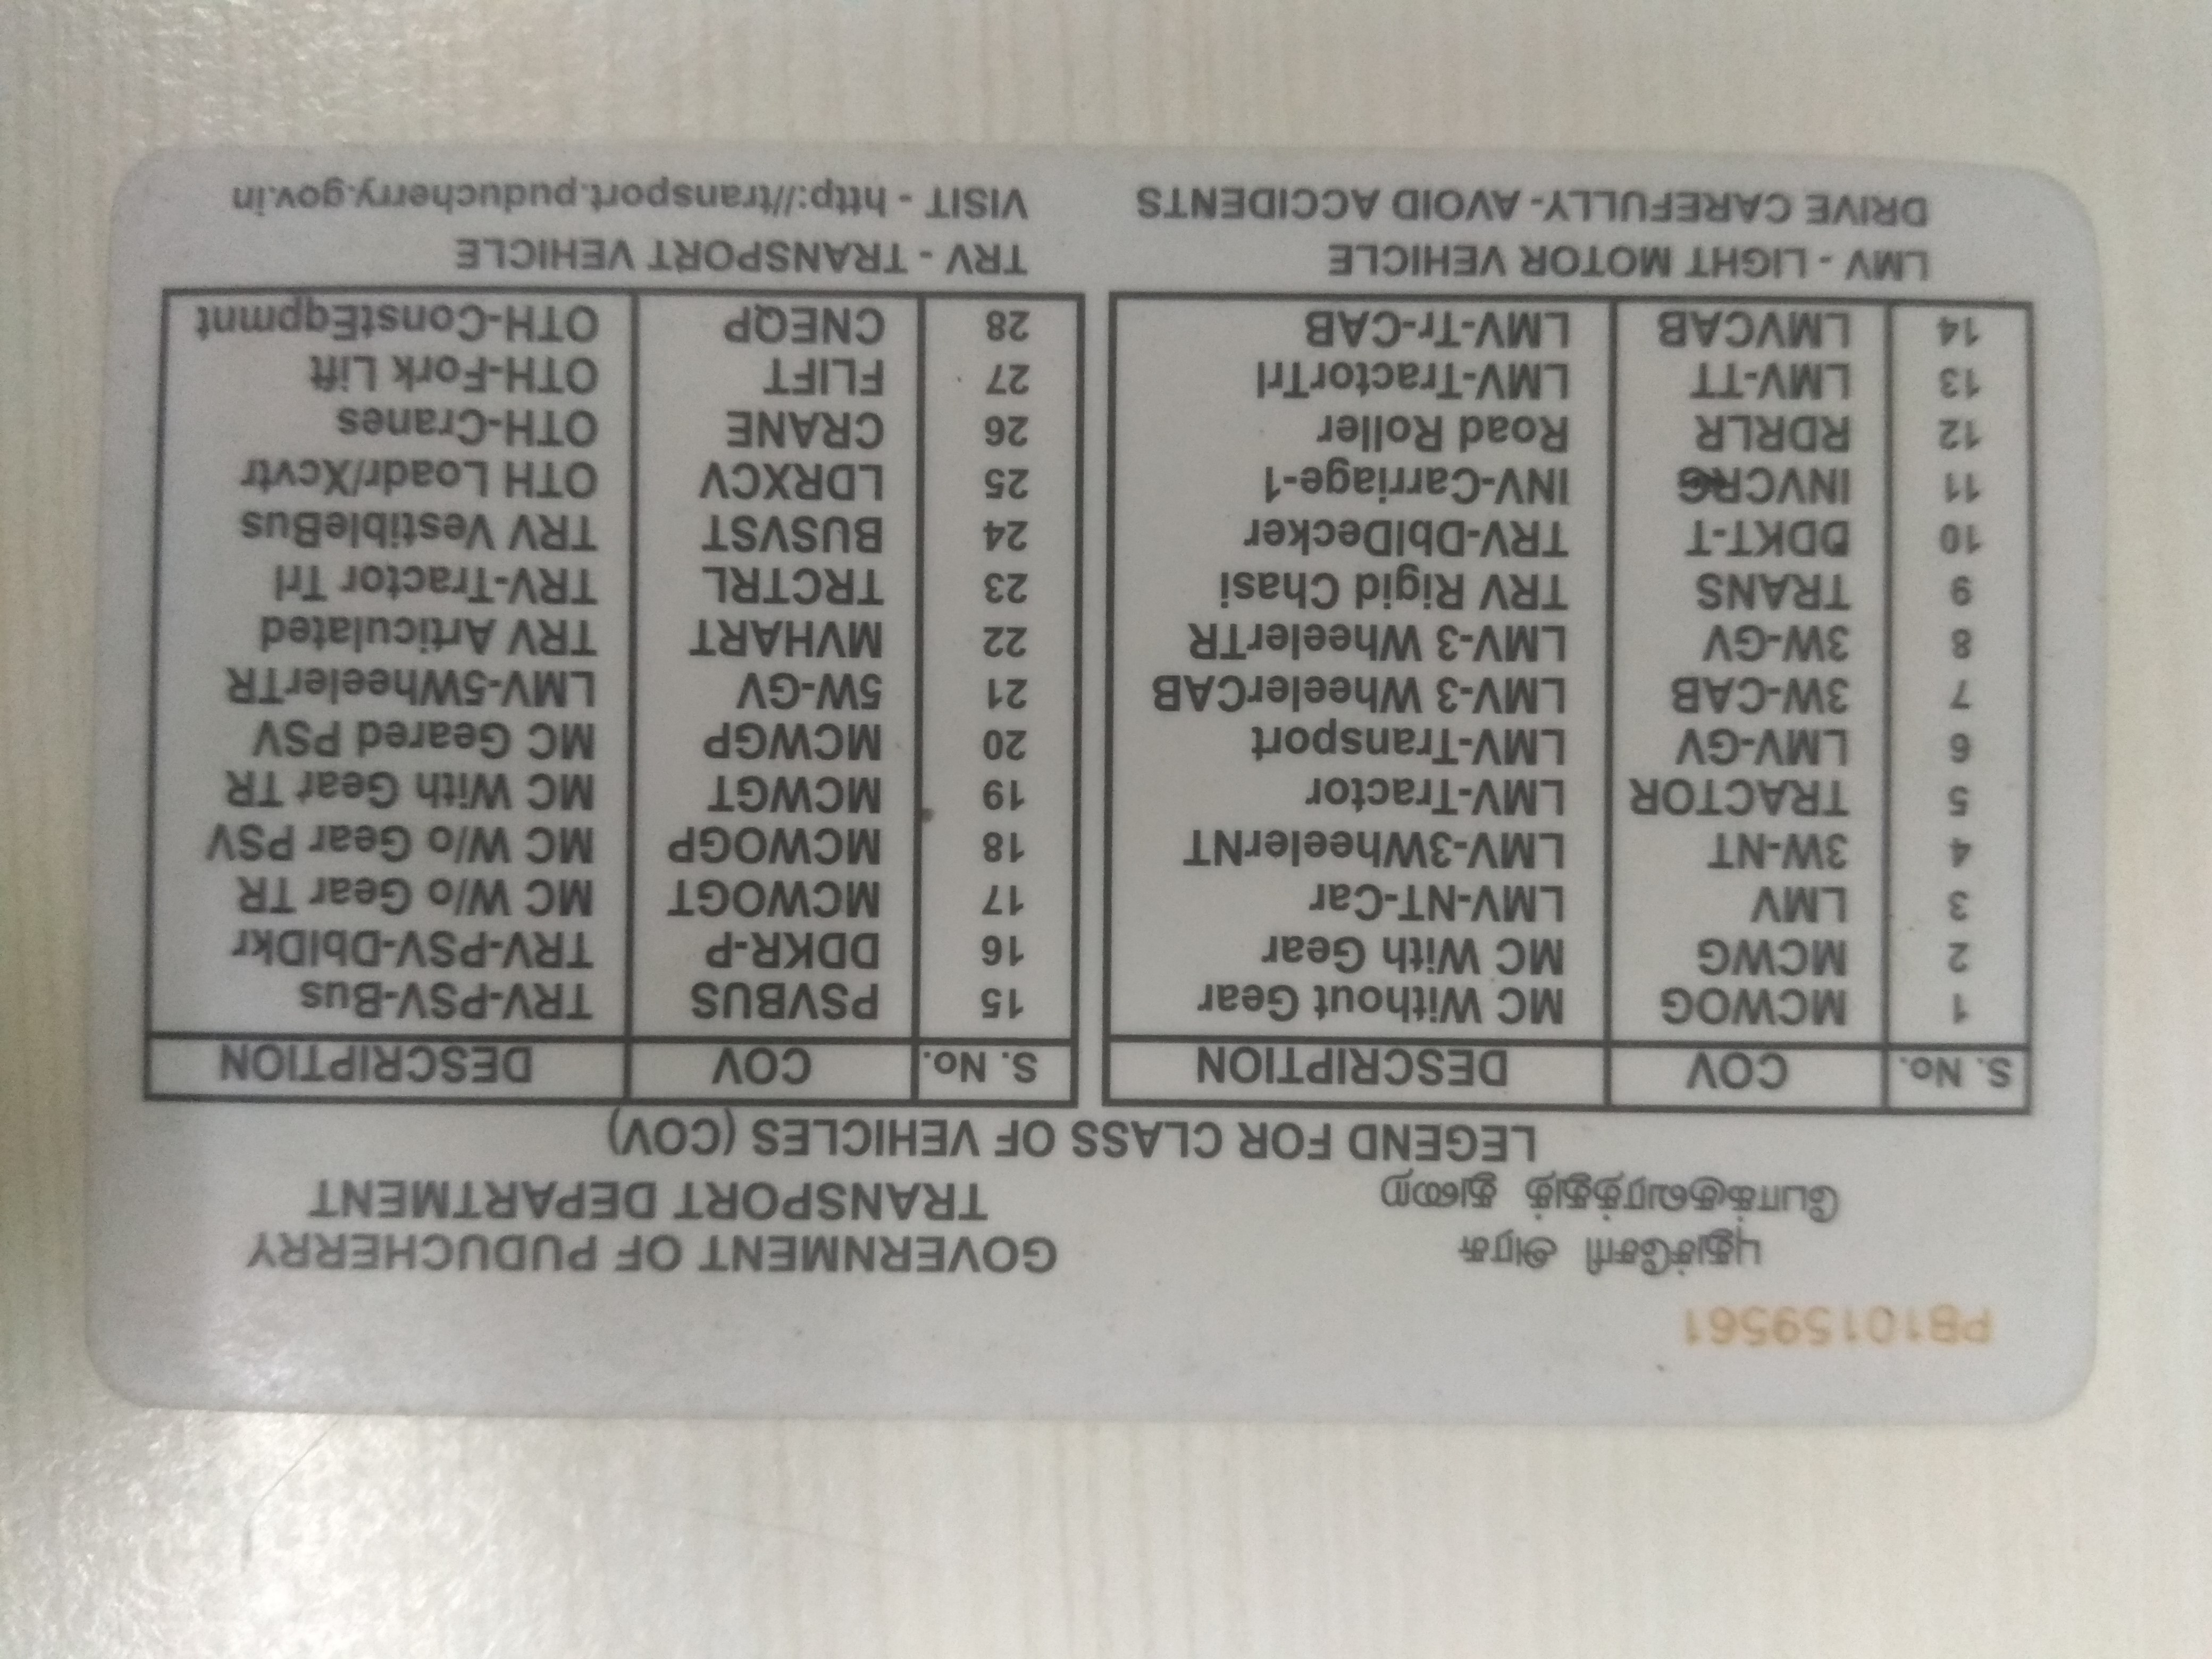 PB10159561
புதுச்சேரி அரசு
GOVERNMENT OF PUDUCHERRY
போக்குவரத்துத் துறை
TRANSPORT DEPARTMENT
LEGEND FOR CLASS OF VEHICLES (COV)
S. No. COV DESCRIPTION S. No. COV DESCRIPTION
1 MCWOG MC Without Gear 15 PSVBUS TRV-PSV-Bus
2 MCWG MC With Gear 16 DDKR-P TRV-PSV-DblDkr
3 LMV LMV-NT-Car 17 MCWOGT MC W/o Gear TR
4 3W-NT LMV-3WheelerNT 18 MCWOGP MC W/o Gear PSV
5 TRACTOR LMV-Tractor 19 MCWGT MC With Gear TR
6 LMV-GV LMV-Transport 20 MCWGP MC Geared PSV
7 3W-CAB LMV-3 WheelerCAB 21 5W-GV LMV-5WheelerTR
8 3W-GV LMV-3 WheelerTR 22 MVHART TRV Articulated
9 TRANS TRV Rigid Chasi 23 TRCTRL TRV-Tractor Trl
10 DDKT-T TRV-DblDecker 24 BUSVST TRV VestibleBus
11 INVCRG INV-Carriage-1 25 LDRXCV OTH Loadr/Xcvtr
12 RDRLR Road Roller 26 CRANE OTH-Cranes
13 LMV-TT LMV-TractorTrl 27 FLIFT OTH-Fork Lift
14 LMVCAB LMV-Tr-CAB 28 CNEQP OTH-ConstEqpmnt
LMV - LIGHT MOTOR VEHICLE TRV - TRANSPORT VEHICLE
DRIVE CAREFULLY- AVOID ACCIDENTS VISIT - http://transport.puducherry.gov.in